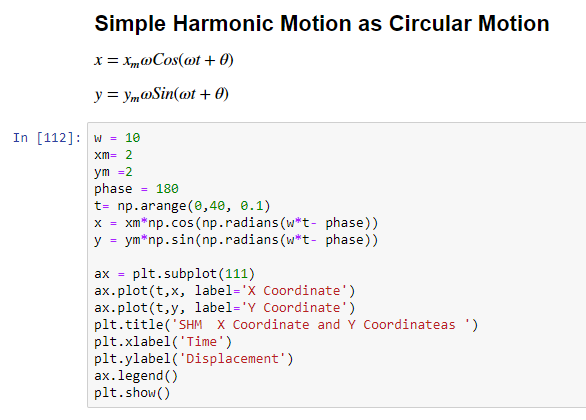 Simple Harmonic Motion as Circular Motion
x = xₘωCos(ωt + θ)
y = yₘωSin(ωt + θ)
In [112]: w = 10
xm= 2
ym =2
phase = 180
t= np.arange(0,40, 0.1)
x = xm*np.cos(np.radians(w*t- phase))
y = ym*np.sin(np.radians(w*t- phase))
ax = plt.subplot(111)
ax.plot(t,x, label='X Coordinate')
ax.plot(t,y, label='Y Coordinate')
plt.title('SHM  X Coordinate and Y Coordinateas ')
plt.xlabel('Time')
plt.ylabel('Displacement')
ax.legend()
plt.show()